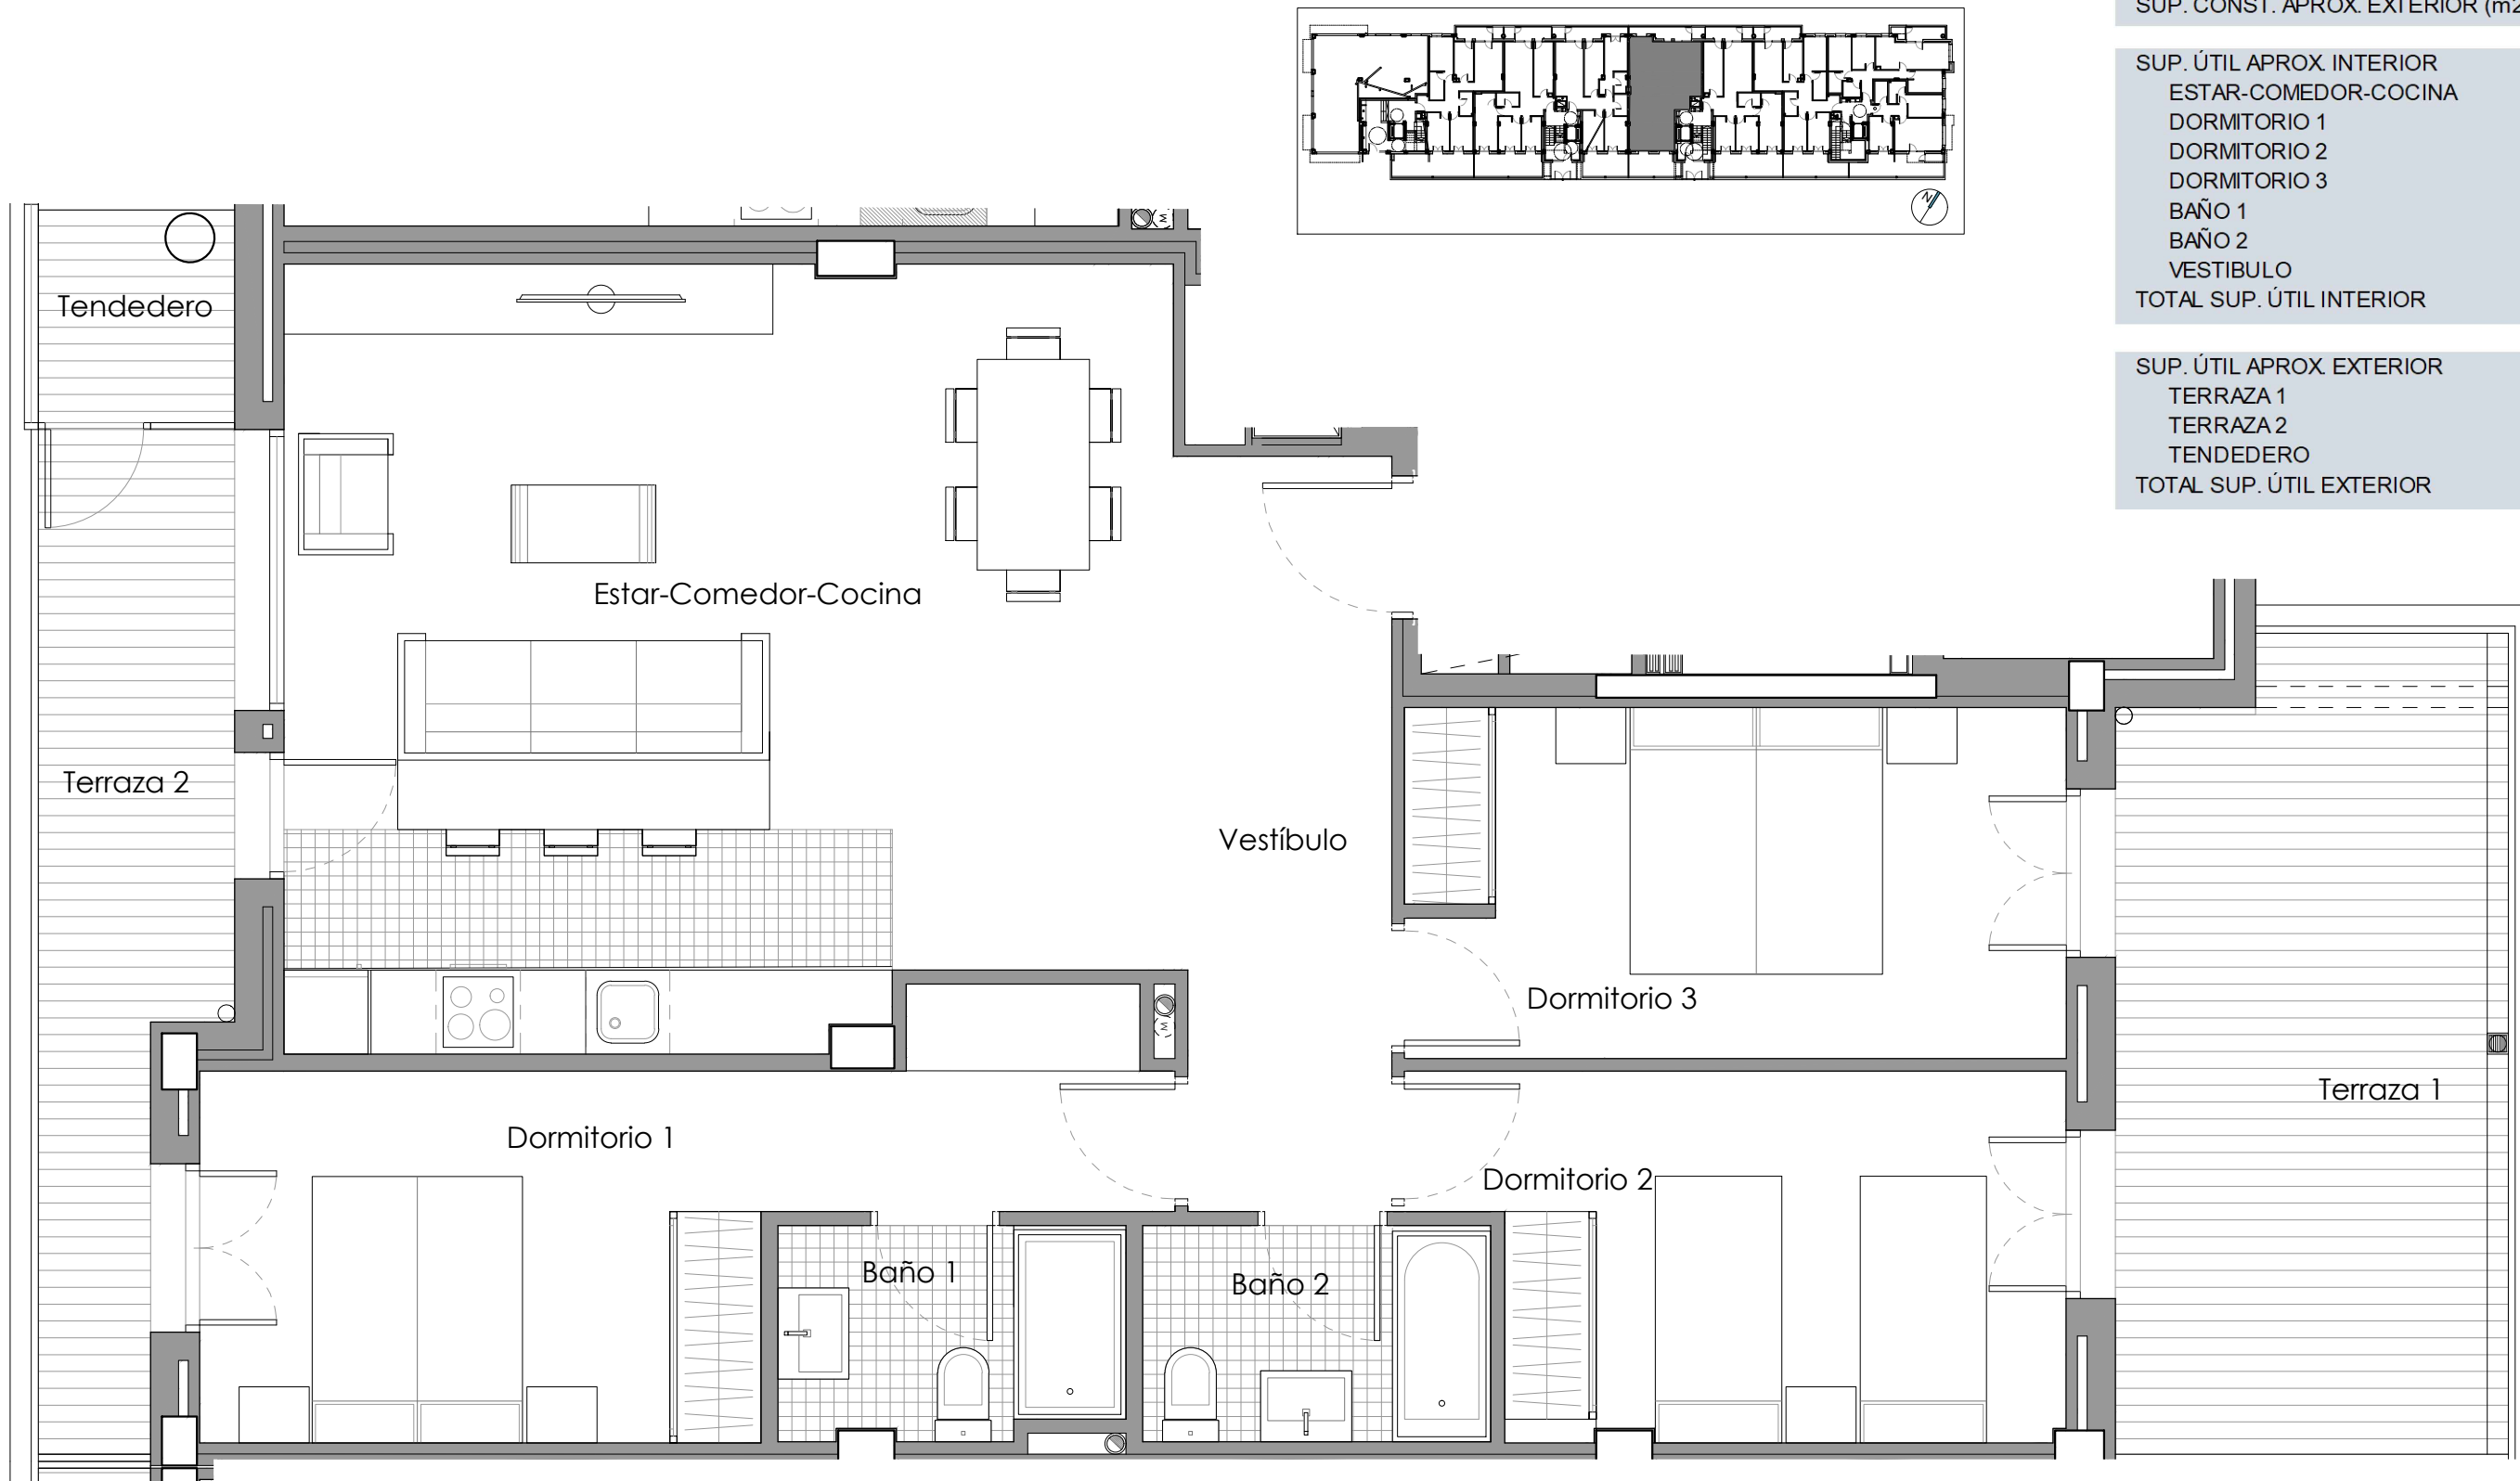 SUP. CONST. APROX. EXTERIOR (m2
SUP. ÚTIL APROX. INTERIOR
ESTAR-COMEDOR-COCINA
DORMITORIO 1
DORMITORIO 2
DORMITORIO 3
BAÑO 1
BAÑO 2
VESTIBULO
TOTAL SUP. ÚTIL INTERIOR
SUP. ÚTIL APROX. EXTERIOR
TERRAZA 1
TERRAZA 2
TENDEDERO
TOTAL SUP. ÚTIL EXTERIOR
N
M
Tendedero
Estar-Comedor-Cocina
Terraza 2
Vestíbulo
Dormitorio 3
M
Terraza 1
Dormitorio 1
Dormitorio 2
Baño 1
Baño 2